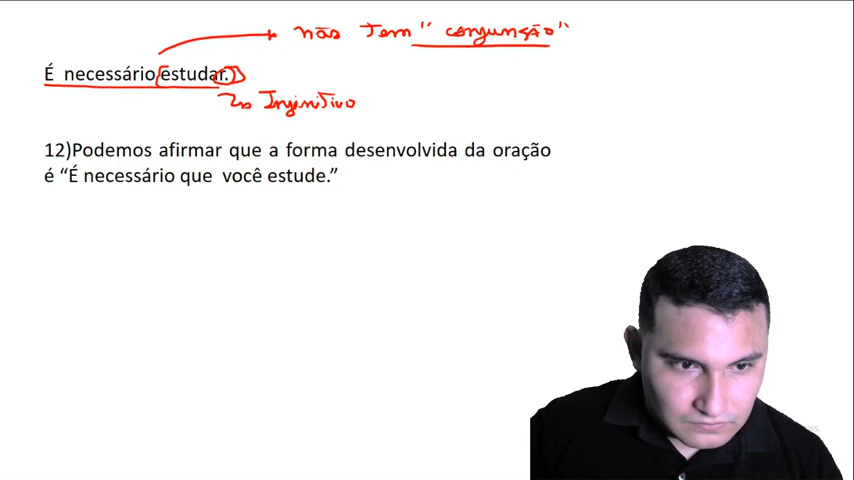 não tem "conjunção"
É necessário estudar.
Infinitivo
12)Podemos afirmar que a forma desenvolvida da oração
é “É necessário que você estude.”